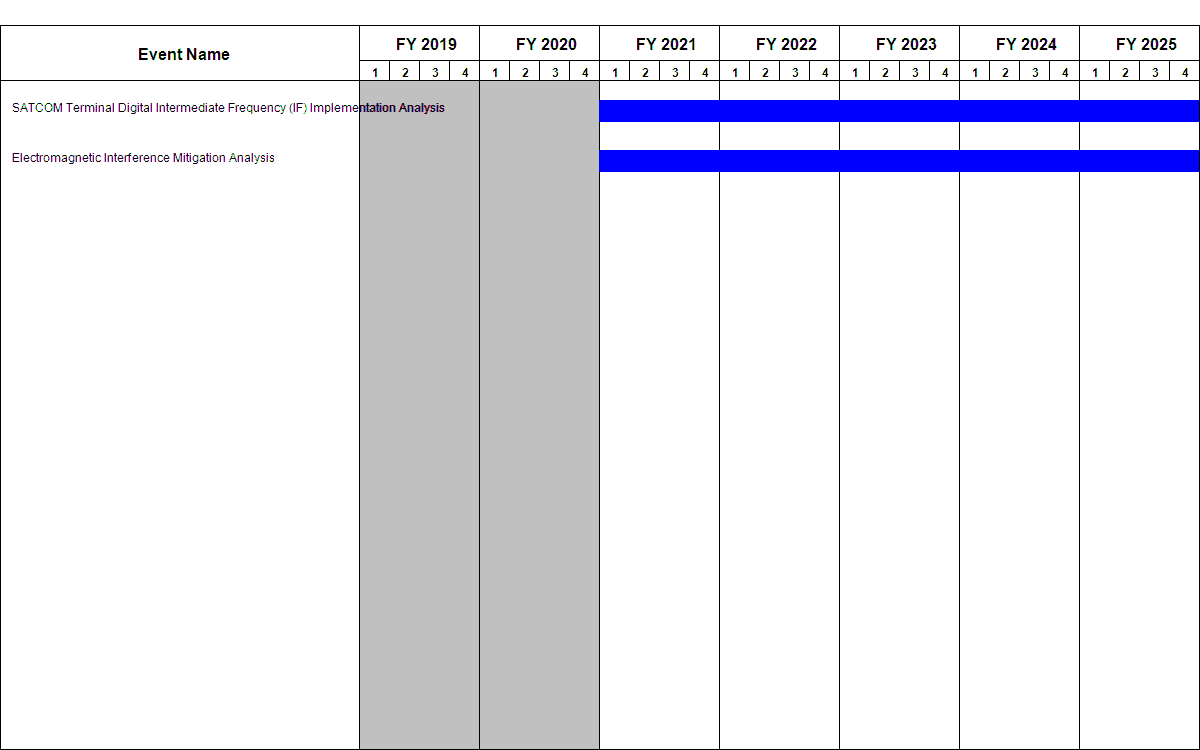 Event Name
FY 2019 FY 2020 FY 2021 FY 2022 FY 2023 FY 2024 FY 2025
1 2 3 4 1 2 3 4 1 2 3 4 1 2 3 4 1 2 3 4 1 2 3 4 1 2 3 4
SATCOM Terminal Digital Intermediate Frequency (IF) Implementation Analysis
Electromagnetic Interference Mitigation Analysis